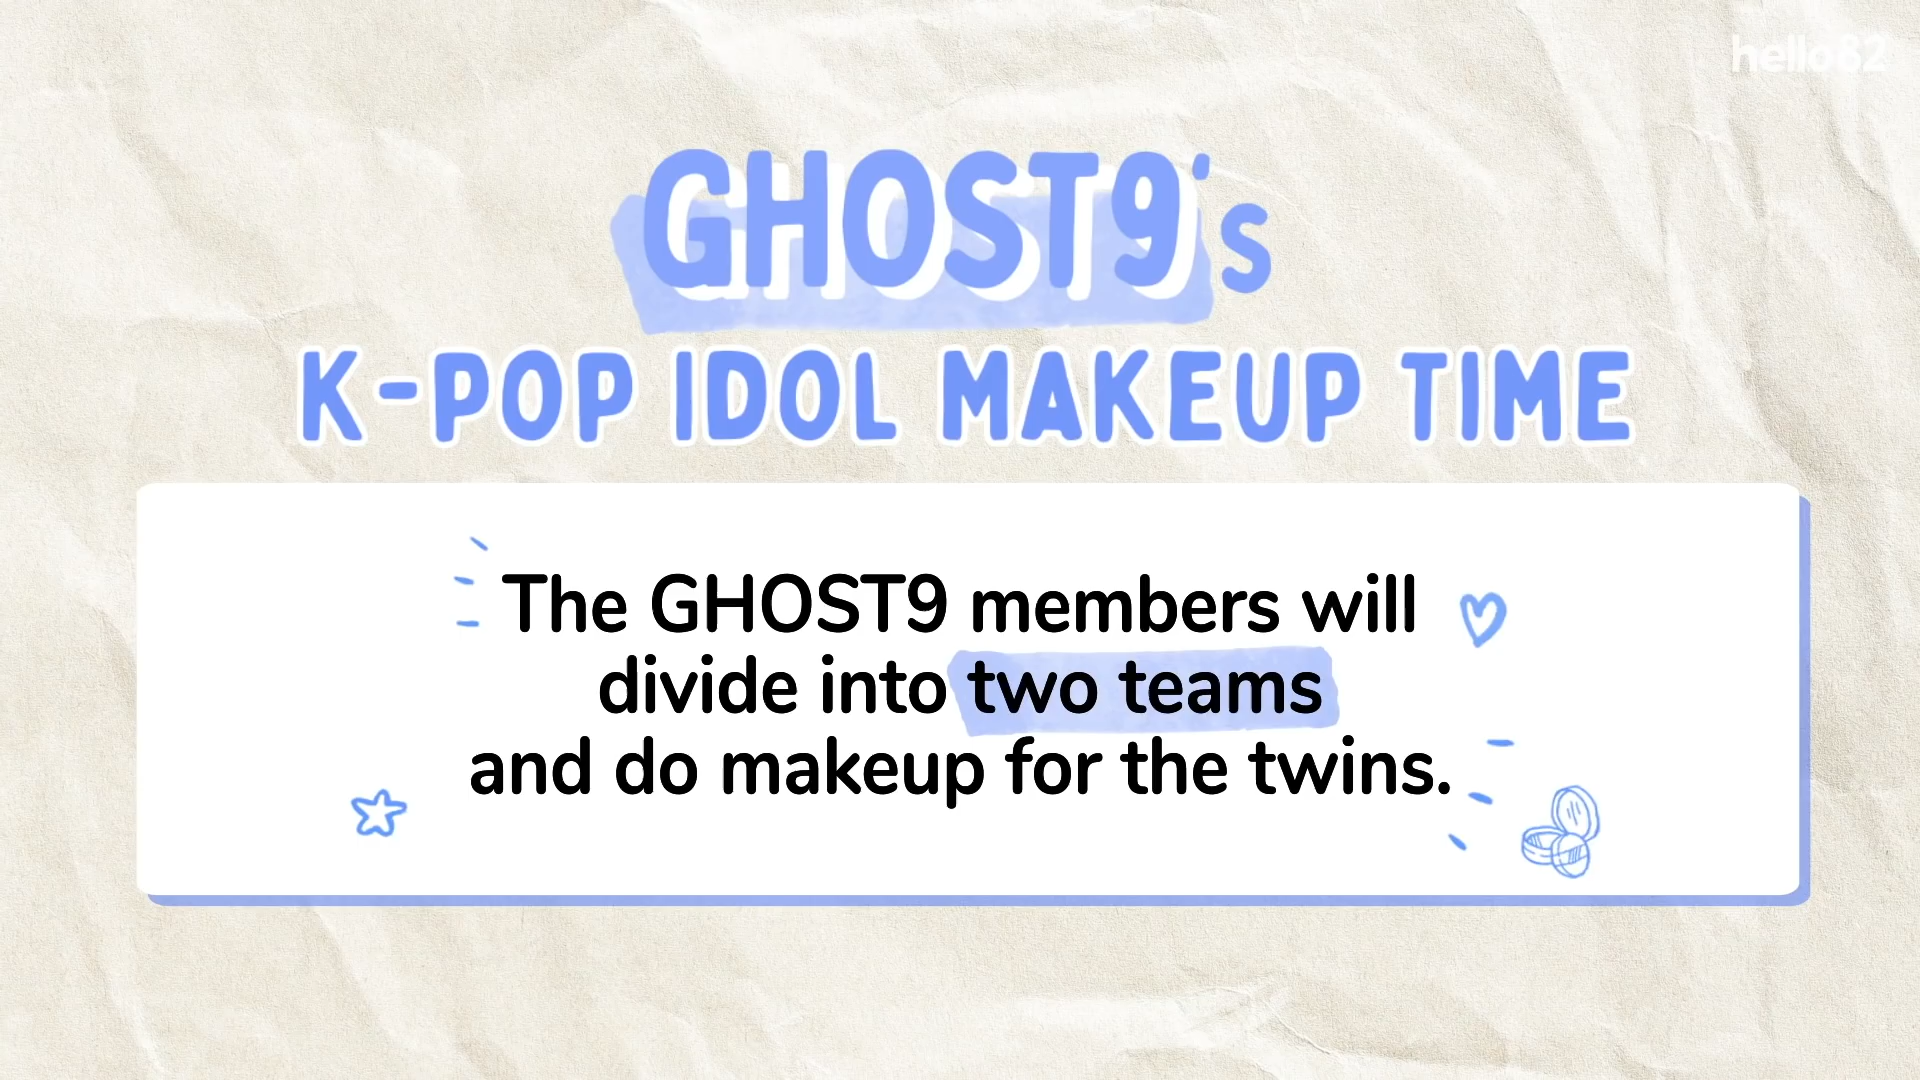 hello82
GHOST9's
K-POP IDOL MAKEUP TIME
The GHOST9 members will
divide into two teams
and do makeup for the twins.